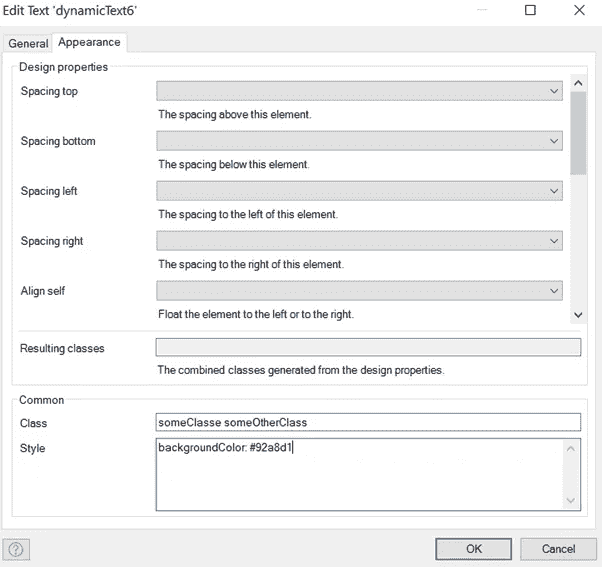 Edit Text 'dynamicText6'
General Appearance
Design properties
Spacing top
The spacing above this element.
Spacing bottom
The spacing below this element.
Spacing left
The spacing to the left of this element.
Spacing right
The spacing to the right of this element.
Align self
Float the element to the left or to the right.
Resulting classes
The combined classes generated from the design properties.
Common
Class someClasse someOtherClass
Style backgroundColor: #92a8d1
OK Cancel